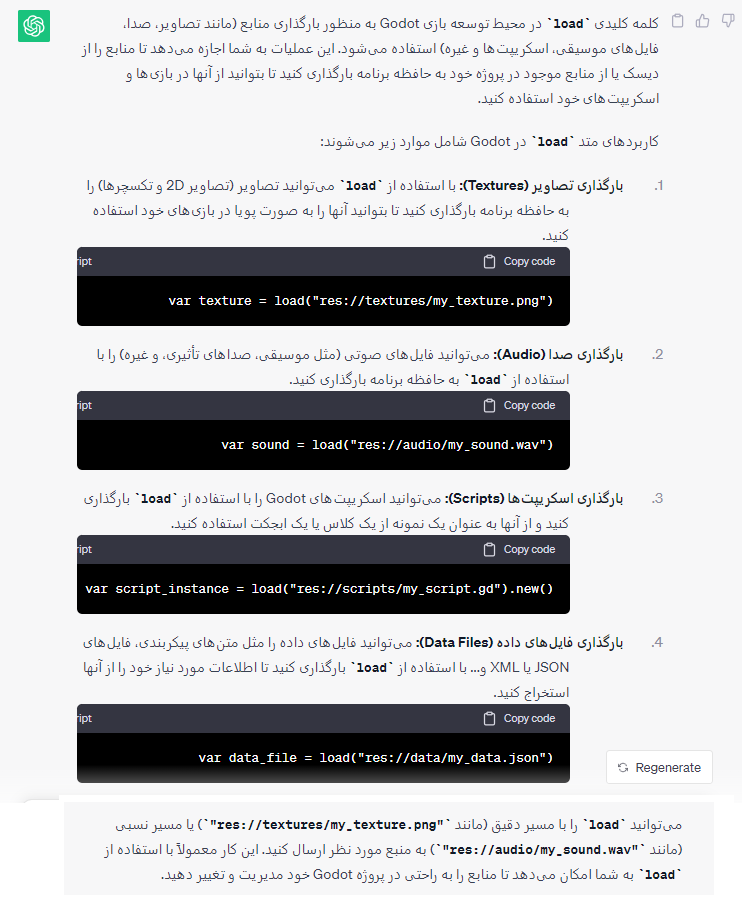 کلمه کلیدی `load` در محیط توسعه بازی Godot به منظور بارگذاری منابع (مانند تصاویر، صدا،
فایل‌های موسیقی، اسکریپت‌ها و غیره) استفاده می‌شود. این عملیات به شما اجازه می‌دهد تا منابع را از
دیسک یا از منابع موجود در پروژه خود به حافظه برنامه بارگذاری کنید تا بتوانید از آنها در بازی‌ها و
اسکریپت‌های خود استفاده کنید.
کاربردهای متد `load` در Godot شامل موارد زیر می‌شوند:
1. بارگذاری تصاویر (Textures): با استفاده از `load` می‌توانید تصاویر (تصاویر 2D و تکسچرها) را
به حافظه برنامه بارگذاری کنید تا بتوانید آنها را به صورت پویا در بازی‌های خود استفاده
کنید.
ript Copy code
var texture = load("res://textures/my_texture.png")
2. بارگذاری صدا (Audio): می‌توانید فایل‌های صوتی (مثل موسیقی، صداهای تأثیری، و غیره) را با
استفاده از `load` به حافظه برنامه بارگذاری کنید.
ript Copy code
var sound = load("res://audio/my_sound.wav")
3. بارگذاری اسکریپت‌ها (Scripts): می‌توانید اسکریپت‌های Godot را با استفاده از `load` بارگذاری
کنید و از آنها به عنوان یک نمونه از یک کلاس یا یک ابجکت استفاده کنید.
ript Copy code
var script_instance = load("res://scripts/my_script.gd").new()
4. بارگذاری فایل‌های داده (Data Files): می‌توانید فایل‌های داده را مثل متن‌های پیکربندی، فایل‌های
JSON یا XML و... با استفاده از `load` بارگذاری کنید تا اطلاعات مورد نیاز خود را از آنها
استخراج کنید.
ript Copy code
var data_file = load("res://data/my_data.json")
Regenerate
می‌توانید `load` را با مسیر دقیق (مانند `"res://textures/my_texture.png"`) یا مسیر نسبی
(مانند `"res://audio/my_sound.wav"`) به منبع مورد نظر ارسال کنید. این کار معمولاً با استفاده از
`load` به شما امکان می‌دهد تا منابع را به راحتی در پروژه Godot خود مدیریت و تغییر دهید.